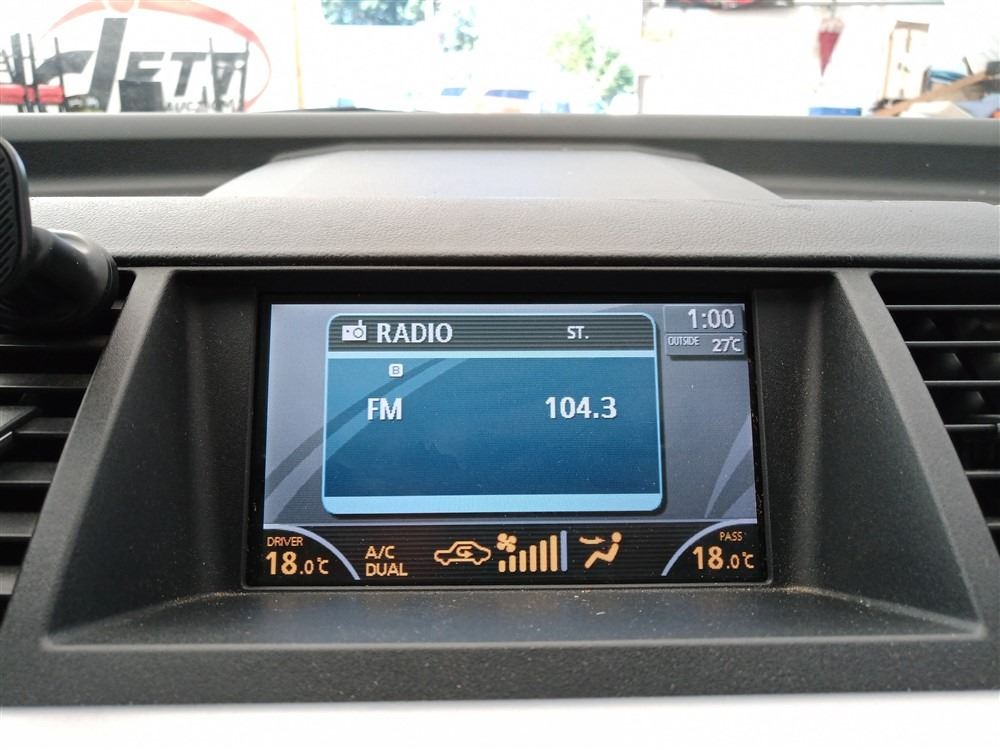 RADIO ST.
1:00
OUTSIDE 27°C
B
FM 104.3
DRIVER
18.0°C
A/C
DUAL
PASS
18.0°C